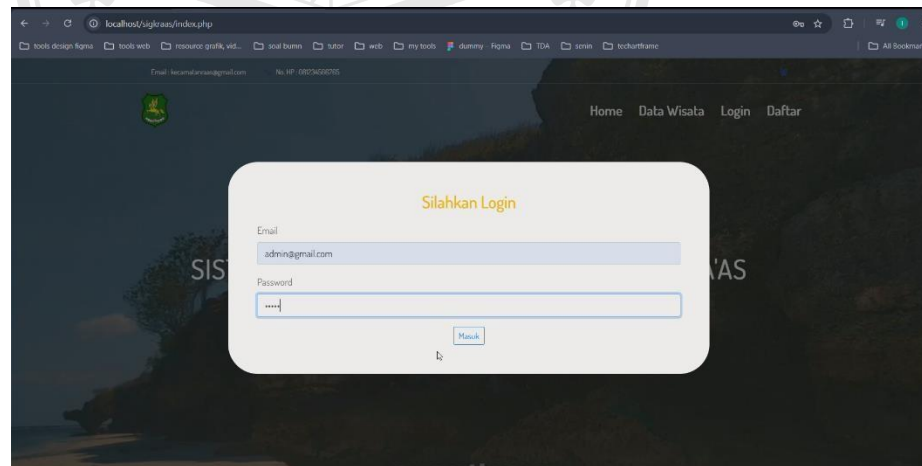 localhost/sigkraas/index.php
tools design figma tools web resource grafik, vid... soal bumn tutor web my tools dummy Figma TDA senin techartframe All Bookmar
Email : kecamatanraas@gmail.com No. HP : 081234566765
Home Data Wisata Login Daftar
Silahkan Login
Email
admin@gmail.com
SIS 'AS
Password
•••••
Masuk